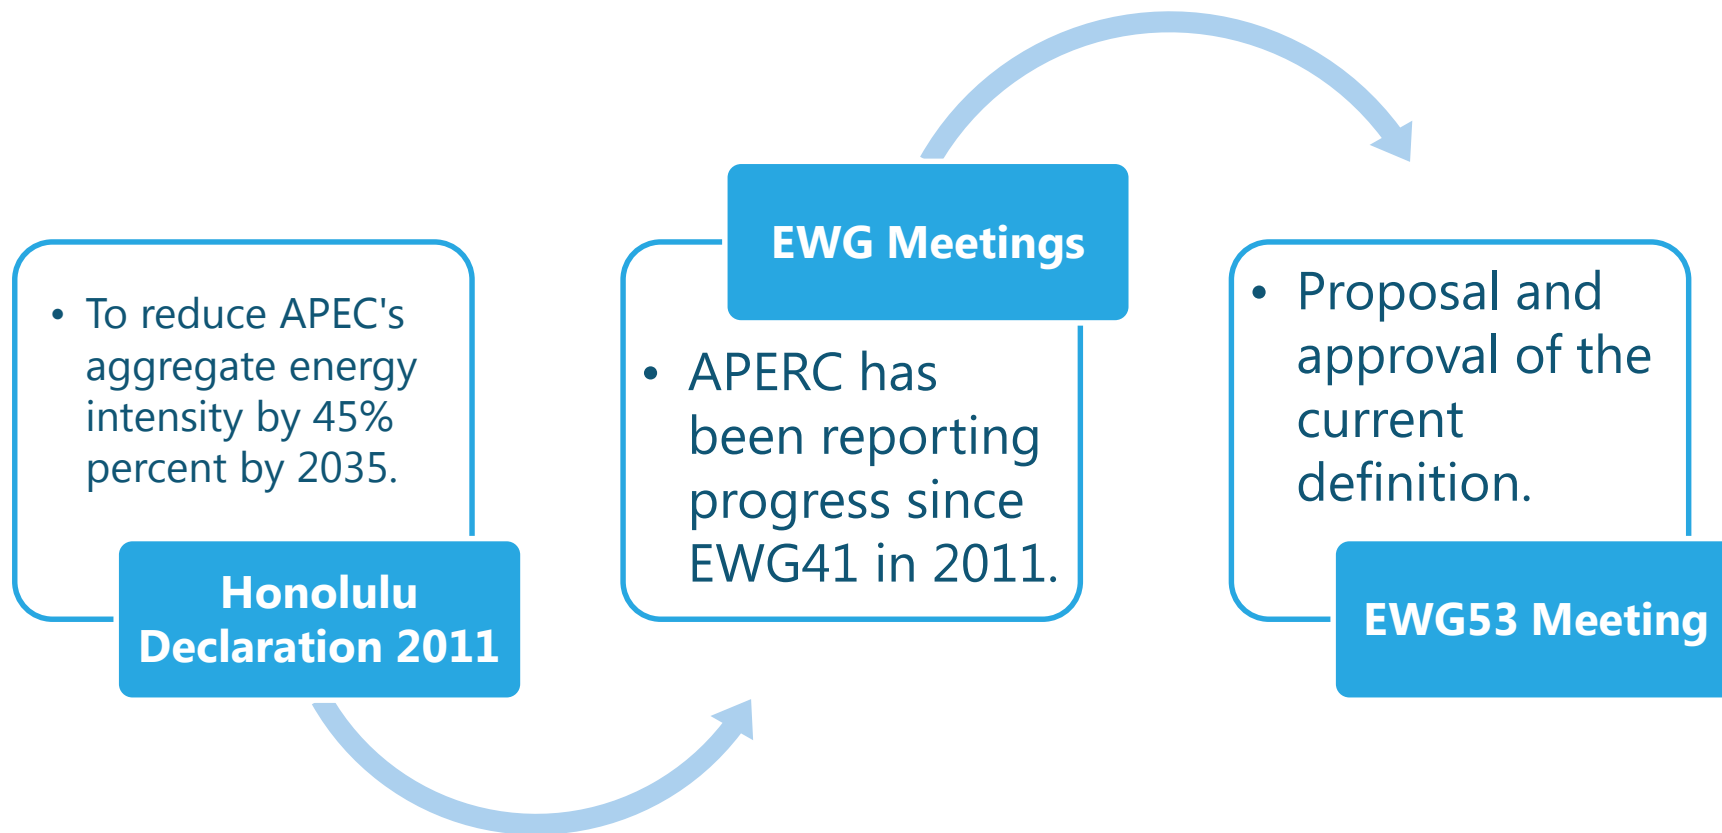 • To reduce APEC's
aggregate energy
intensity by 45%
percent by 2035.
Honolulu
Declaration 2011
EWG Meetings
• APERC has
been reporting
progress since
EWG41 in 2011.
• Proposal and
approval of the
current
definition.
EWG53 Meeting